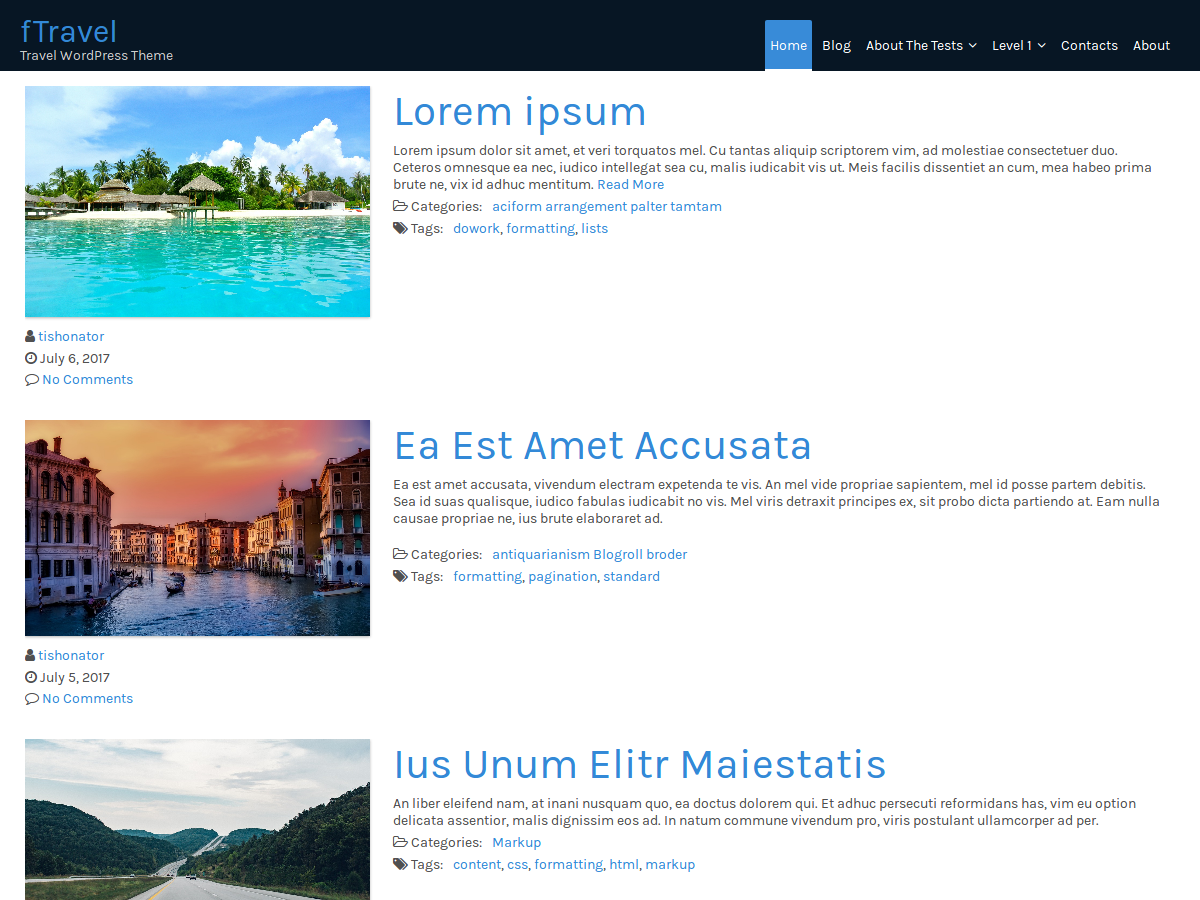 fTravel
Travel WordPress Theme
Home Blog About The Tests Level 1 Contacts About
Lorem ipsum
Lorem ipsum dolor sit amet, et veri torquatos mel. Cu tantas aliquip scriptorem vim, ad molestiae consectetuer duo.
Ceteros omnesque ea nec, iudico intellegat sea cu, malis iudicabit vis ut. Meis facilis dissentiet an cum, mea habeo prima
brute ne, vix id adhuc mentitum. Read More
Categories: aciform arrangement palter tamtam
Tags: dowork, formatting, lists
tishonator
July 6, 2017
No Comments
Ea Est Amet Accusata
Ea est amet accusata, vivendum electram expetenda te vis. An mel vide propriae sapientem, mel id posse partem debitis.
Sea id suas qualisque, iudico fabulas iudicabit no vis. Mel viris detraxit principes ex, sit probo dicta partiendo at. Eam nulla
causae propriae ne, ius brute elaboraret ad.
Categories: antiquarianism Blogroll broder
Tags: formatting, pagination, standard
tishonator
July 5, 2017
No Comments
Ius Unum Elitr Maiestatis
An liber eleifend nam, at inani nusquam quo, ea doctus dolorem qui. Et adhuc persecuti reformidans has, vim eu option
delicata assentior, malis dignissim eos ad. In natum commune vivendum pro, viris postulant ullamcorper ad per.
Categories: Markup
Tags: content, css, formatting, html, markup